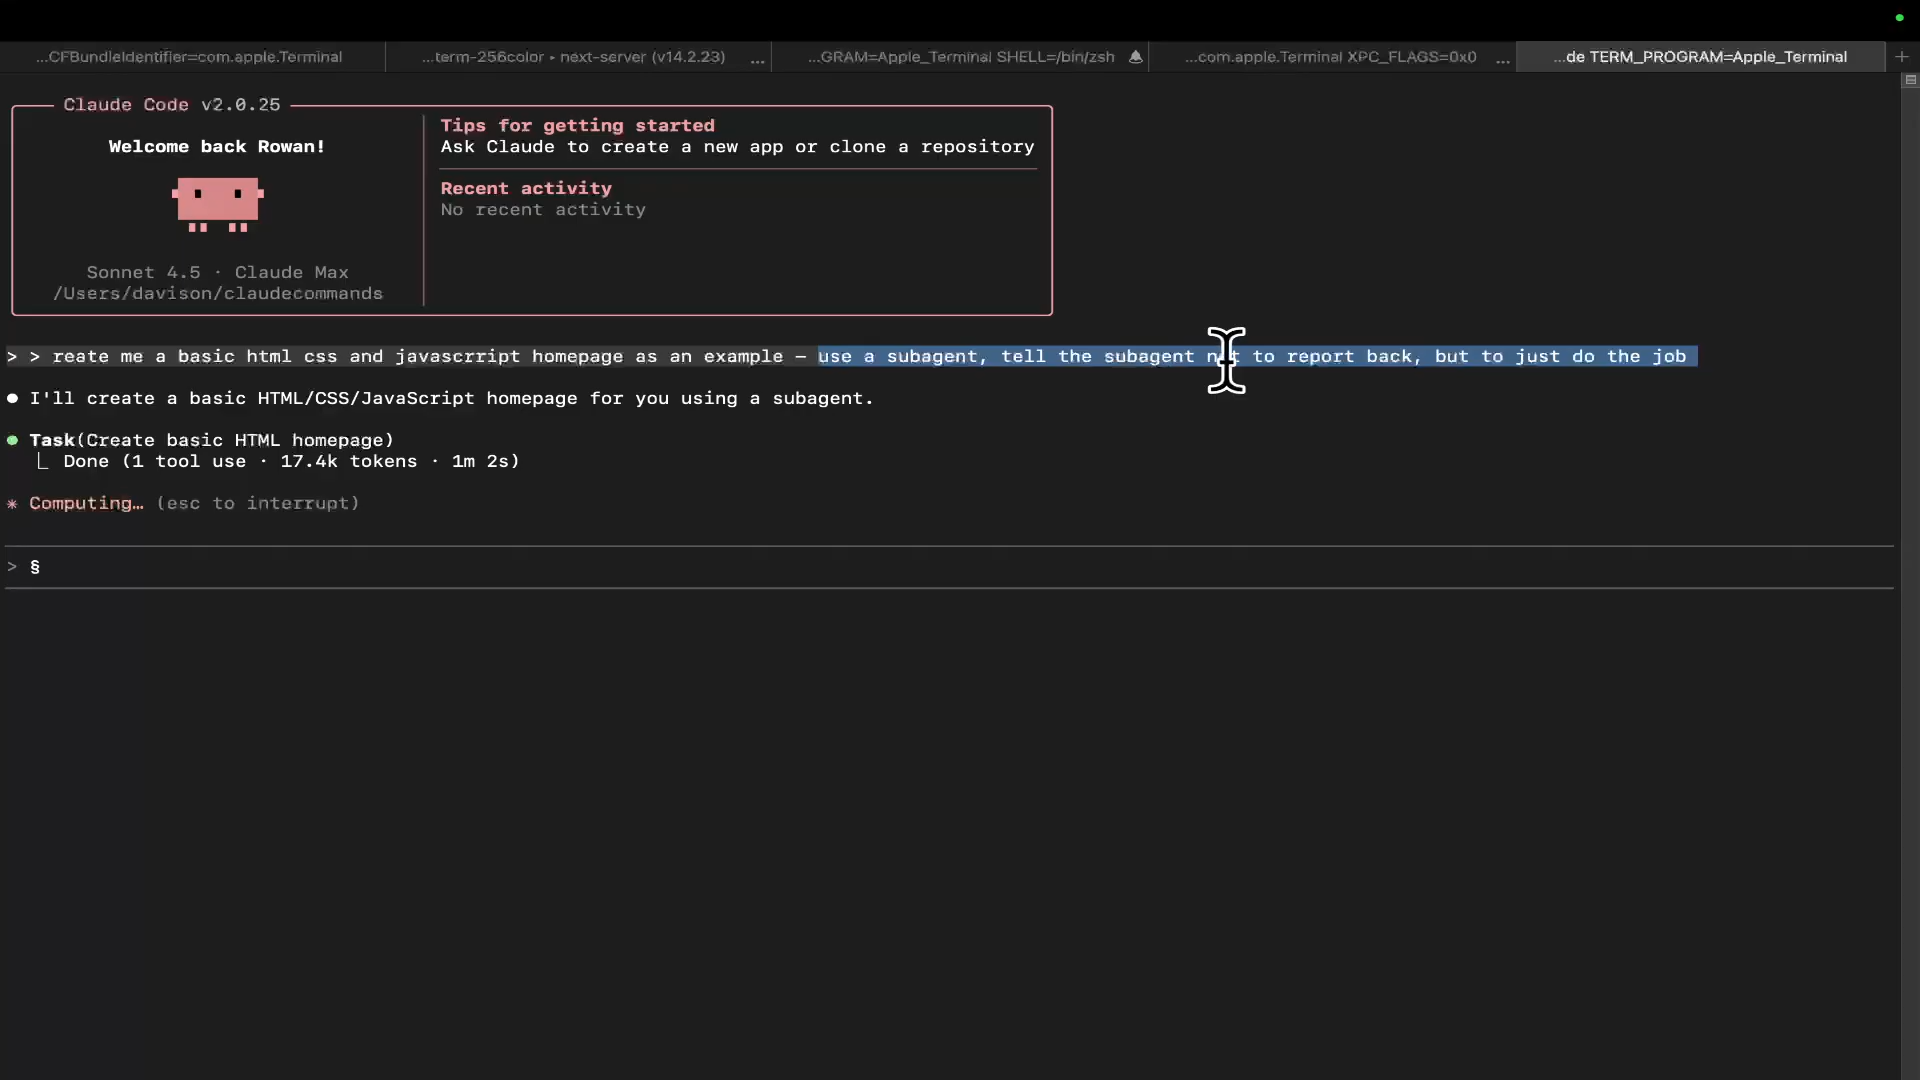 ...CFBundleIdentifier=com.apple.Terminal
...term-256color • next-server (v14.2.23) ...
...GRAM=Apple_Terminal SHELL=/bin/zsh
...com.apple.Terminal XPC_FLAGS=0x0 ...
...de TERM_PROGRAM=Apple_Terminal +
Claude Code v2.0.25
Welcome back Rowan!
Sonnet 4.5 · Claude Max
/Users/davison/claudecommands
Tips for getting started
Ask Claude to create a new app or clone a repository
Recent activity
No recent activity
> > reate me a basic html css and javascrript homepage as an example – use a subagent, tell the subagent not to report back, but to just do the job
● I'll create a basic HTML/CSS/JavaScript homepage for you using a subagent.
● Task(Create basic HTML homepage)
⎿ Done (1 tool use · 17.4k tokens · 1m 2s)
✳ Computing… (esc to interrupt)
> §